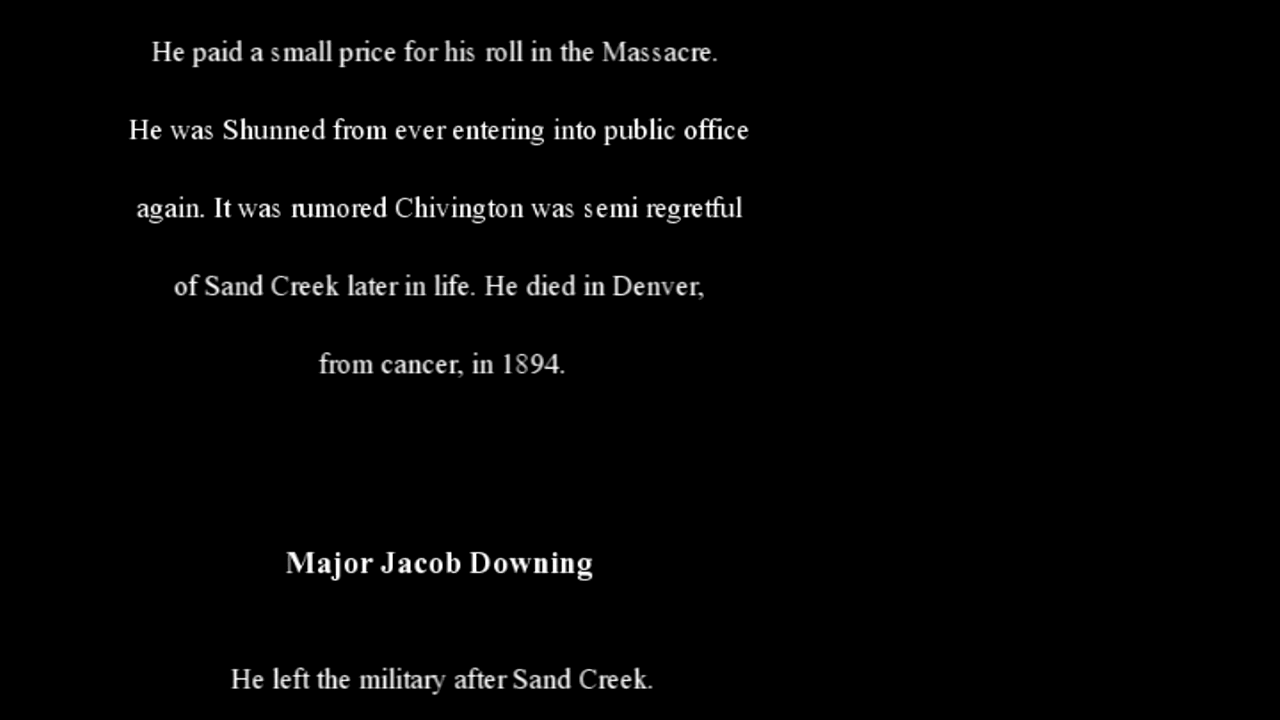 He paid a small price for his roll in the Massacre.
He was Shunned from ever entering into public office
again. It was rumored Chivington was semi regretful
of Sand Creek later in life. He died in Denver,
from cancer, in 1894.
Major Jacob Downing
He left the military after Sand Creek.